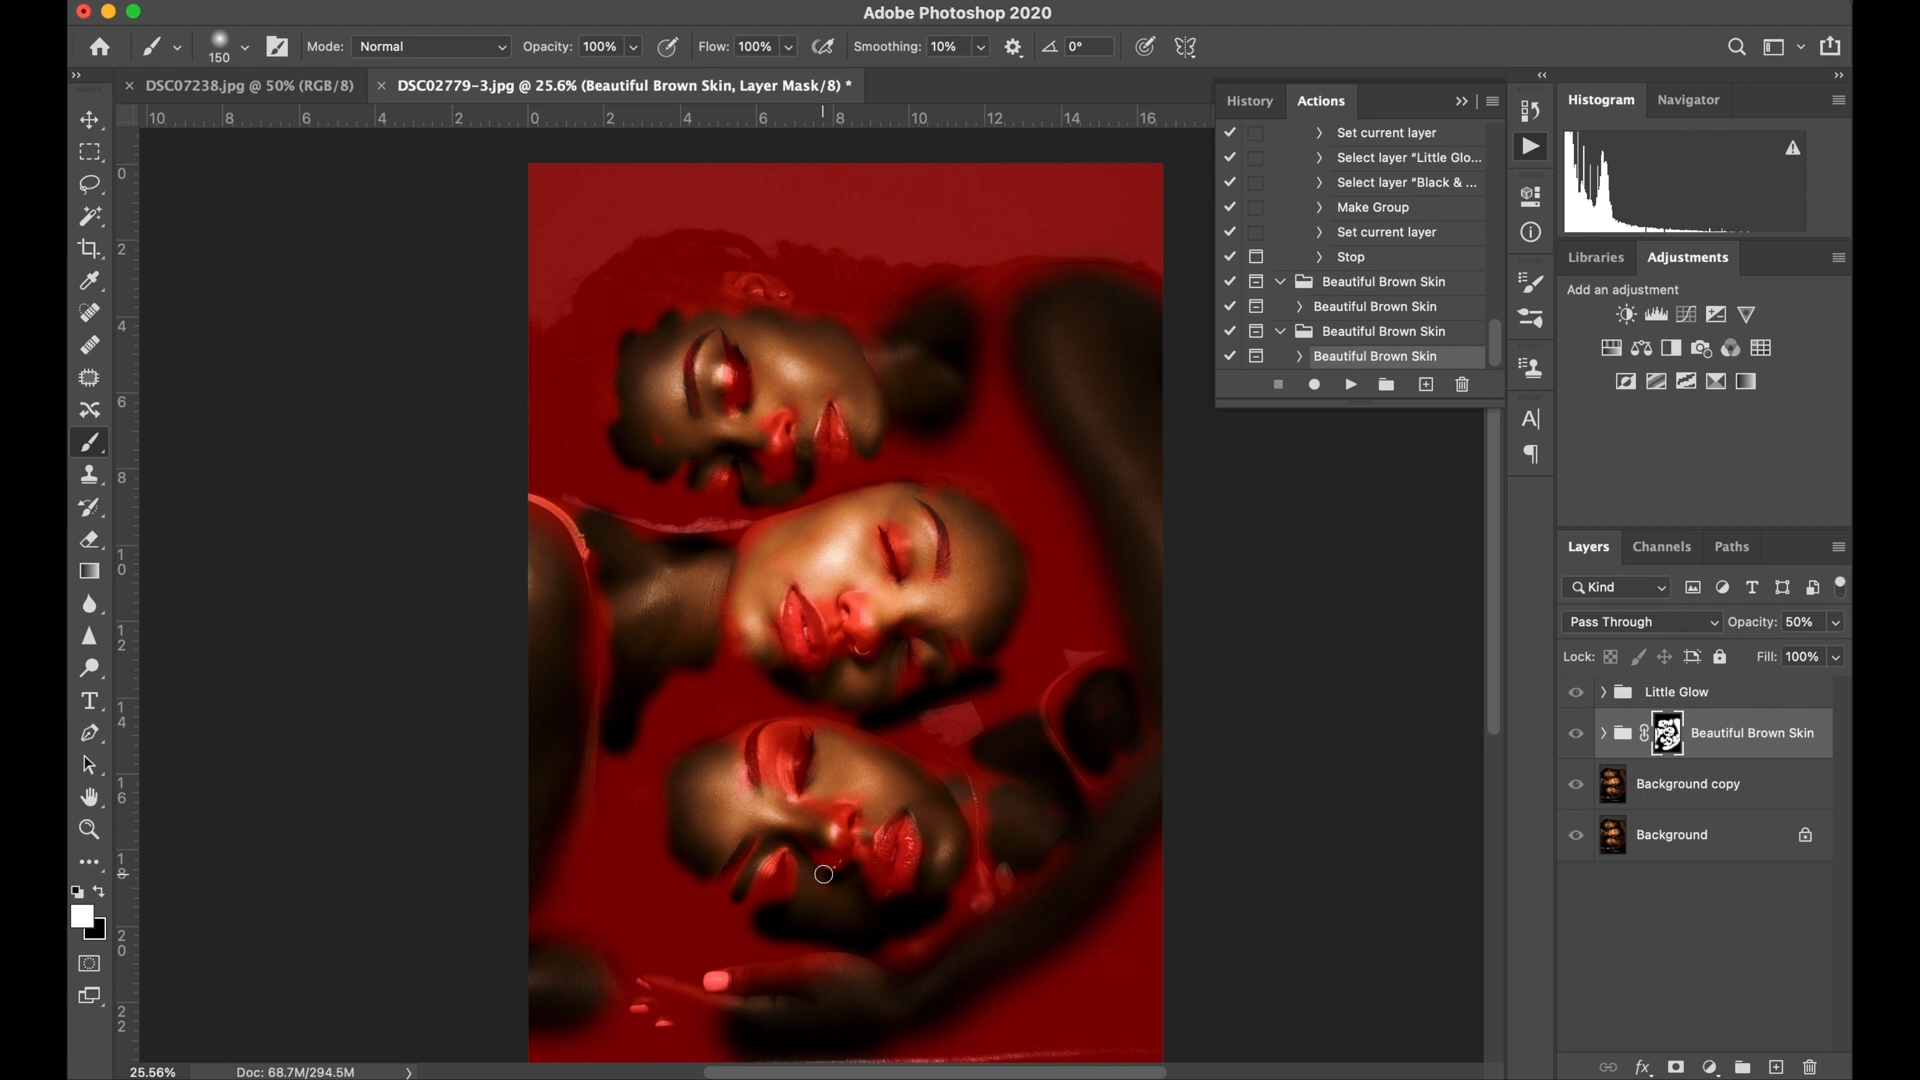 Adobe Photoshop 2020
150
Mode: Normal
Opacity: 100%
Flow: 100%
Smoothing: 10%
0°
DSC07238.jpg @ 50% (RGB/8)
DSC02779-3.jpg @ 25.6% (Beautiful Brown Skin, Layer Mask/8) *
10 8 6 4 2 0 2 4 6 8 10 12 14 16
0
2
4
6
8
10
12
14
16
18
20
22
History Actions
Set current layer
Select layer “Little Glo...
Select layer “Black & ...
Make Group
Set current layer
Stop
Beautiful Brown Skin
Beautiful Brown Skin
Beautiful Brown Skin
Beautiful Brown Skin
Histogram Navigator
Libraries Adjustments
Add an adjustment
Layers Channels Paths
Kind
Pass Through Opacity: 50%
Lock: Fill: 100%
Little Glow
Beautiful Brown Skin
Background copy
Background
25.56% Doc: 68.7M/294.5M